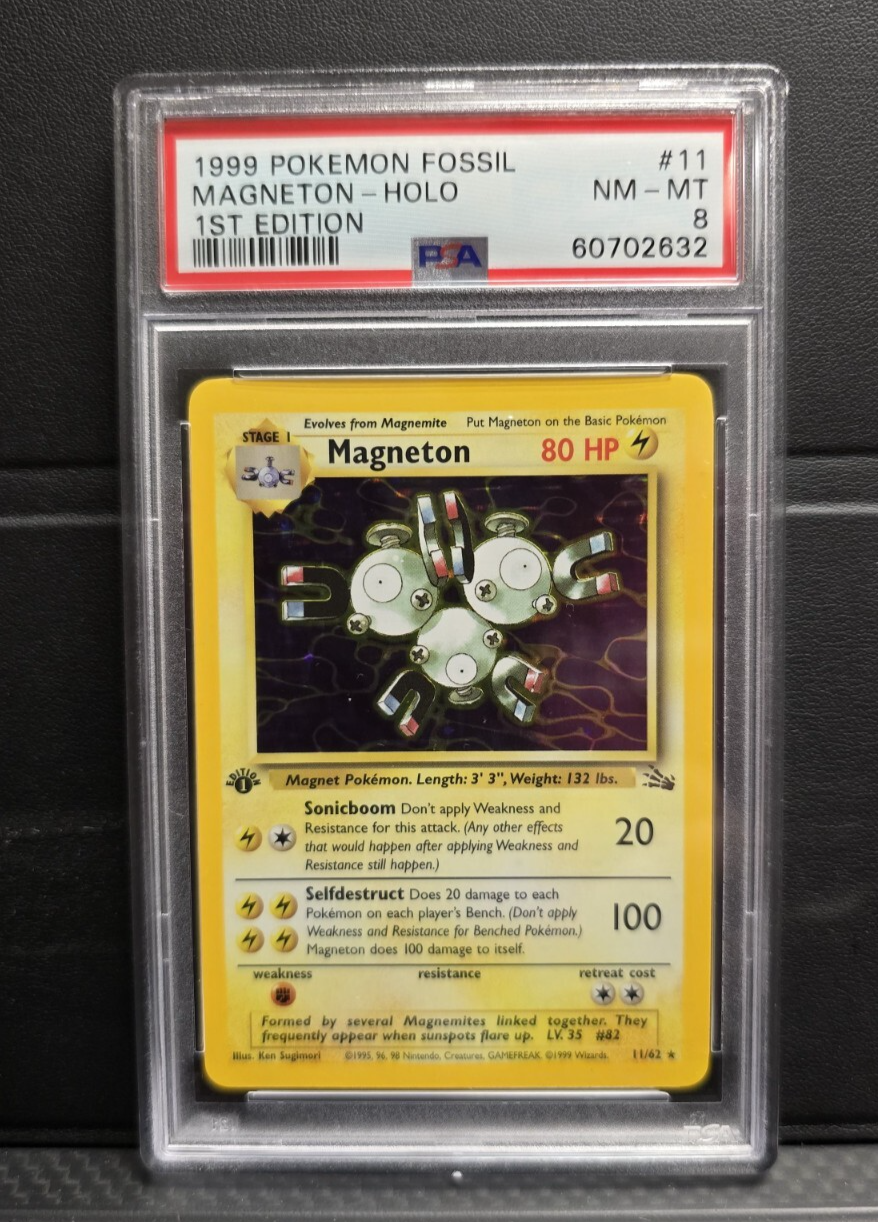 1999 POKEMON FOSSIL #11
MAGNETON - HOLO NM - MT
1ST EDITION 8
PSA 60702632
Evolves from Magnemite Put Magneton on the Basic Pokémon
STAGE 1
Magneton 80 HP
EDITION 1
Magnet Pokémon. Length: 3' 3", Weight: 132 lbs.
Sonicboom Don't apply Weakness and
Resistance for this attack. (Any other effects
that would happen after applying Weakness and
Resistance still happen.)
20
Selfdestruct Does 20 damage to each
Pokémon on each player's Bench. (Don't apply
Weakness and Resistance for Benched Pokémon.)
Magneton does 100 damage to itself.
100
weakness resistance retreat cost
Formed by several Magnemites linked together. They
frequently appear when sunspots flare up. LV. 35 #82
Illus. Ken Sugimori ©1995, 96, 98 Nintendo, Creatures, GAMEFREAK. ©1999 Wizards. 11/62 ★
PSA